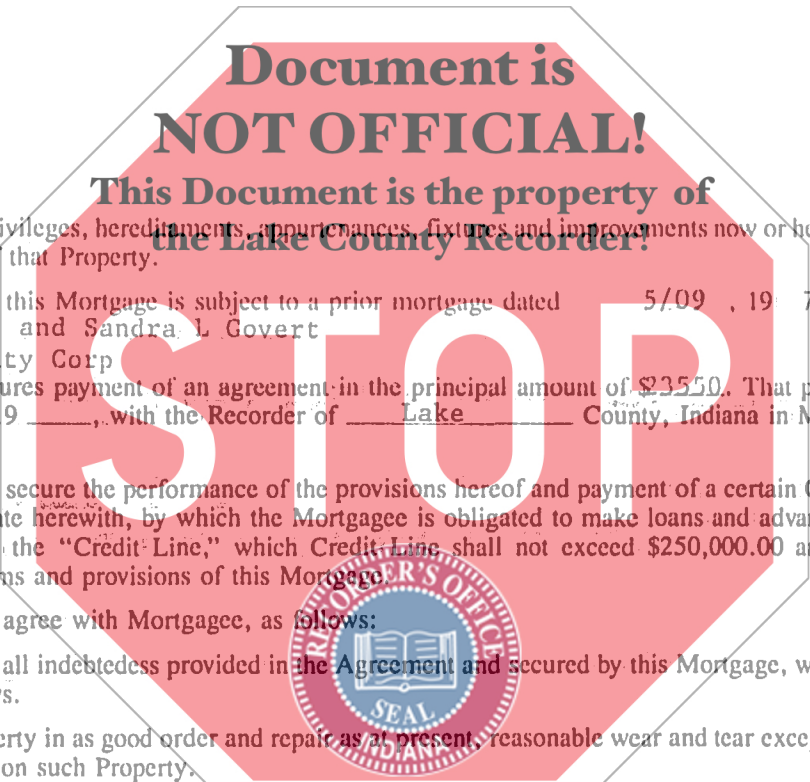 Document is
NOT OFFICIAL!
This Document is the property of
the Lake County Recorder!
ivileges, hereditaments, appurtenances, fixtures and improvements now or he
that Property.
this Mortgage is subject to a prior mortgage dated 5/09 , 19 7
and Sandra L Govert
ty Corp
ures payment of an agreement in the principal amount of $23550. That p
9 _____, with the Recorder of ___Lake___ County, Indiana in M
STOP
secure the performance of the provisions hereof and payment of a certain
te herewith, by which the Mortgagee is obligated to make loans and advan
the “Credit Line,” which Credit Line shall not exceed $250,000.00 a
ms and provisions of this Mortgage.
agree with Mortgagee, as follows:
all indebtedess provided in the Agreement and secured by this Mortgage, w
s.
erty in as good order and repair as at present, reasonable wear and tear exce
on such Property.
RECORDER'S OFFICE
SEAL
INDIANA